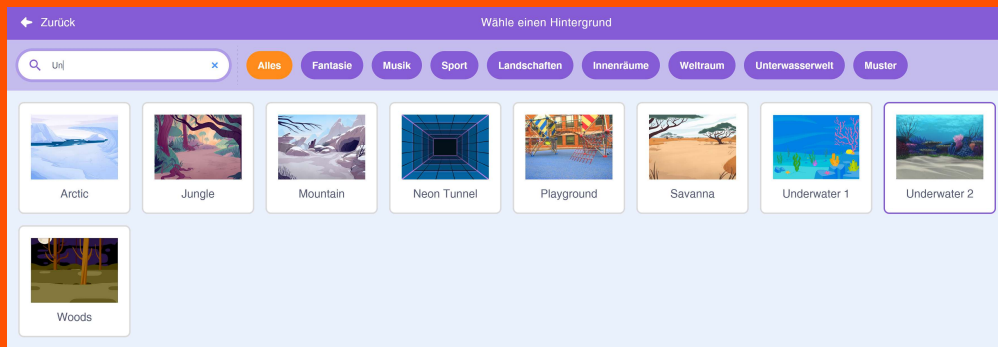 Zurück
Wähle einen Hintergrund
Un
Alles Fantasie Musik Sport Landschaften Innenräume Weltraum Unterwasserwelt Muster
Arctic Jungle Mountain Neon Tunnel Playground Savanna Underwater 1 Underwater 2
Woods